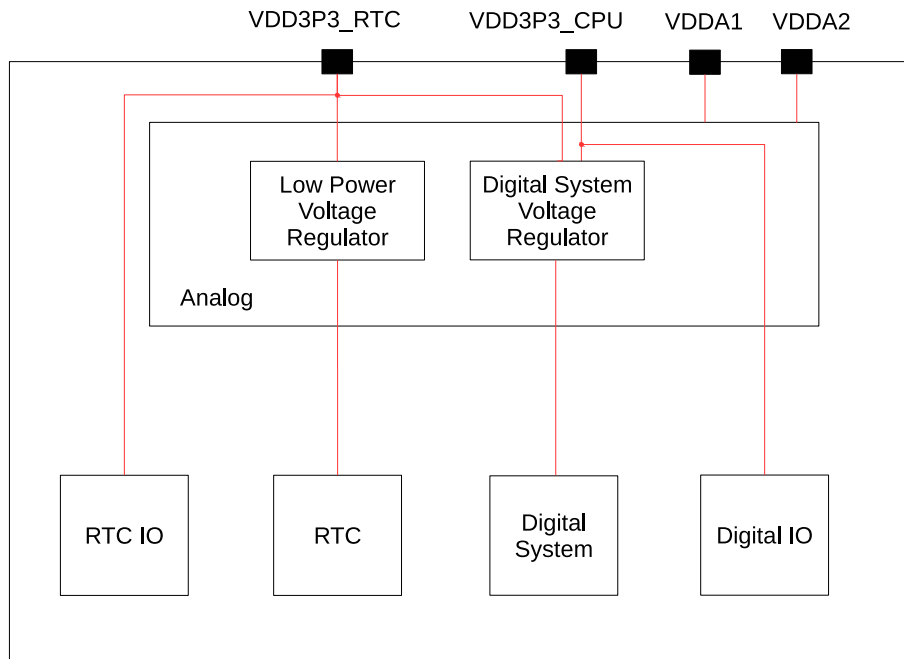 VDD3P3_RTC
VDD3P3_CPU
VDDA1
VDDA2
Low Power
Voltage
Regulator
Digital System
Voltage
Regulator
Analog
RTC IO
RTC
Digital
System
Digital IO